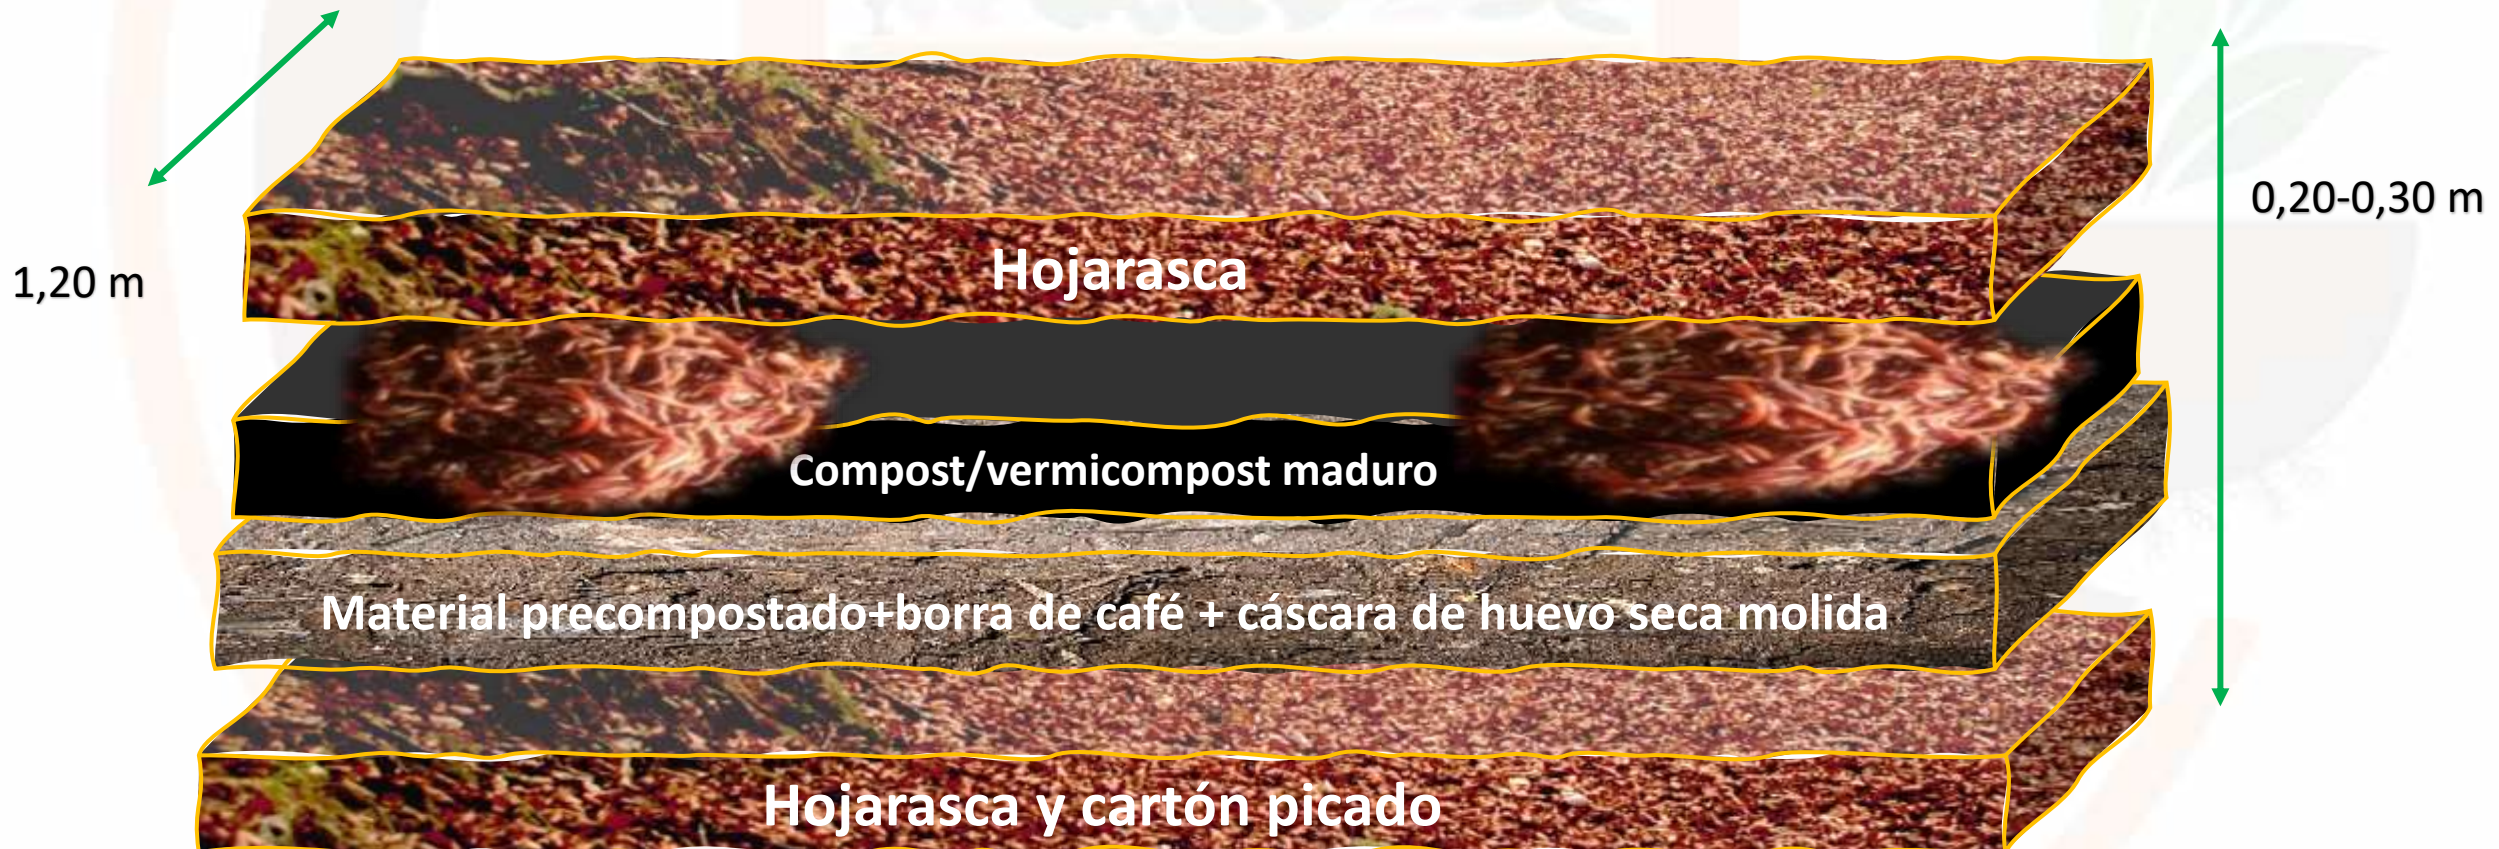 0,20-0,30 m
Hojarasca
1,20 m
Compost/vermicompost maduro
Material precompostado+borra de café + cáscara de huevo seca molida
Hojarasca y cartón picado